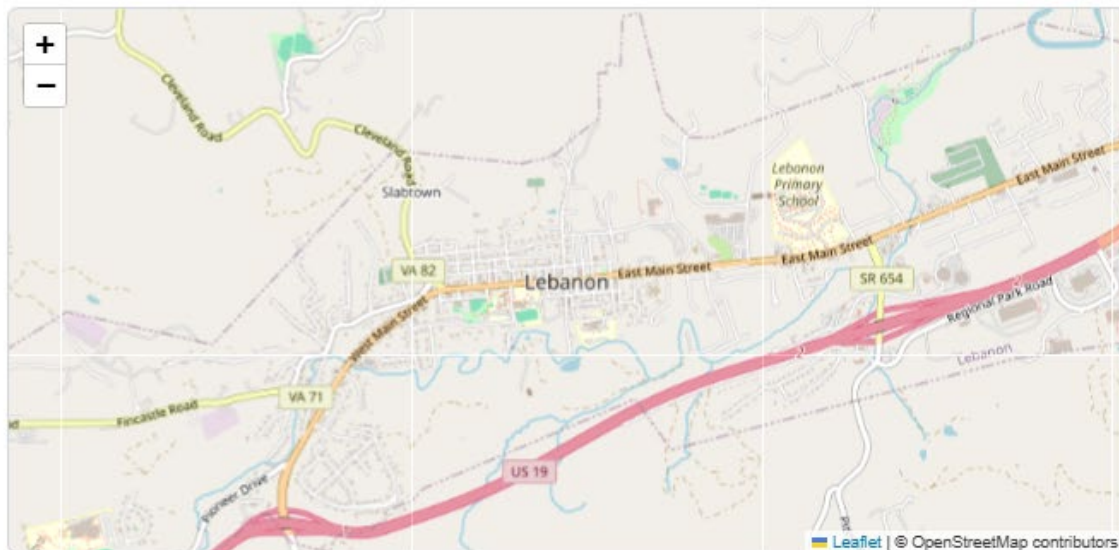 +
−
Cleveland Road
Cleveland Road
Slabtown
Lebanon
Primary
School
East Main Street
East Main Street
East Main Street
VA 82
Lebanon
SR 654
Regional Park Road
West Main Street
Lebanon
VA 71
Fincastle Road
US 19
Pioneer Drive
Leaflet | © OpenStreetMap contributors